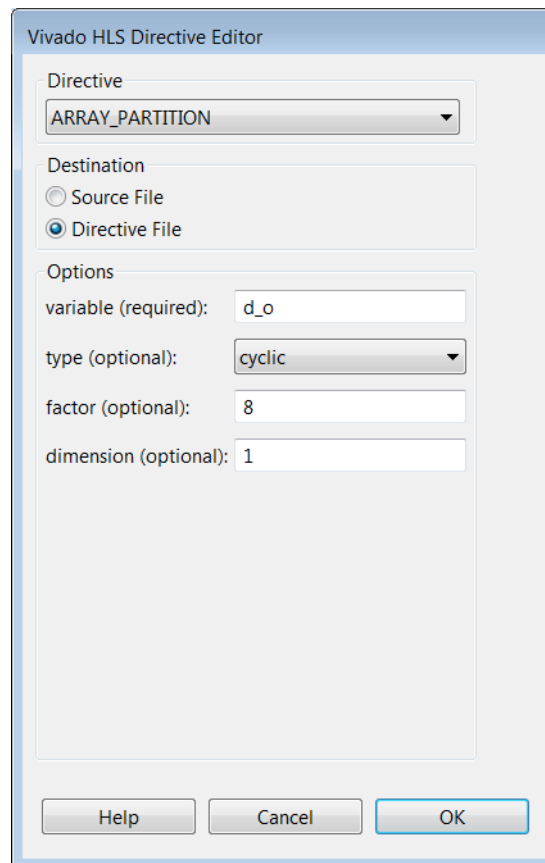 Vivado HLS Directive Editor
Directive
ARRAY_PARTITION
Destination
Source File
Directive File
Options
variable (required): d_o
type (optional): cyclic
factor (optional): 8
dimension (optional): 1
Help Cancel OK